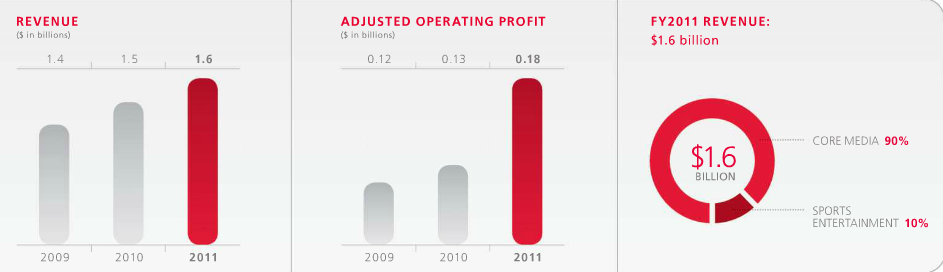 REVENUE
($ in billions)
1.4 1.5 1.6
2009 2010 2011
ADJUSTED OPERATING PROFIT
($ in billions)
0.12 0.13 0.18
2009 2010 2011
FY2011 REVENUE:
$1.6 billion
$1.6
BILLION
CORE MEDIA 90%
SPORTS
ENTERTAINMENT 10%